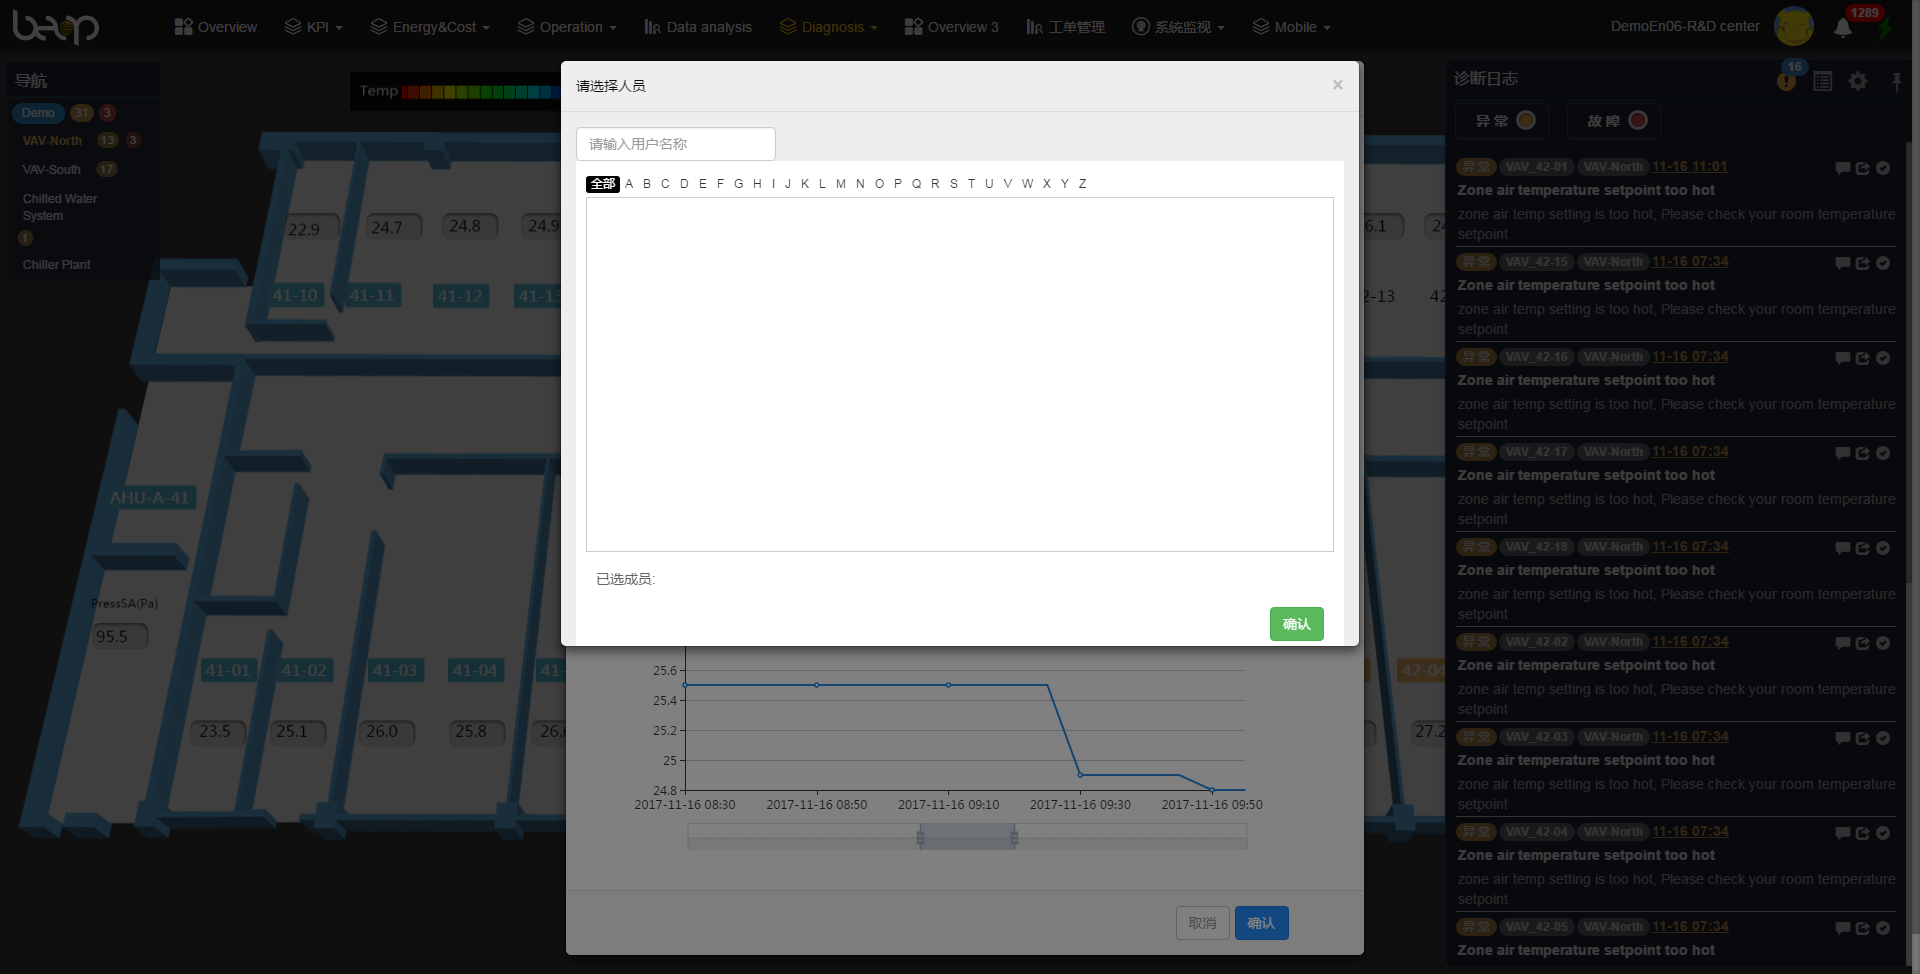 beop
Overview
KPI
Energy&Cost
Operation
Data analysis
Diagnosis
Overview 3
工单管理
系統监视
Mobile
DemoEn06-R&D center
1289
导航
Demo 31 3
VAV-North 13 3
VAV-South 17
Chilled Water
System
1
Chiller Plant
Temp
22.9
24.7
24.8
24.9
41-10
41-11
41-12
41-13
AHU-A-41
PressSA(Pa)
95.5
41-01
41-02
41-03
41-04
41-
23.5
25.1
26.0
25.8
26.
请选择人员
×
请输入用户名称
全部 A B C D E F G H I J K L M N O P Q R S T U V W X Y Z
已选成员:
确认
25.6
25.4
25.2
25
24.8
2017-11-16 08:30
2017-11-16 08:50
2017-11-16 09:10
2017-11-16 09:30
2017-11-16 09:50
取消
确认
6.1
24
2-13
42
42-04
27.2
诊断日志
16
异常
故障
异常 VAV_42-01 VAV-North 11-16 11:01
Zone air temperature setpoint too hot
zone air temp setting is too hot, Please check your room temperature
setpoint
异常 VAV_42-15 VAV-North 11-16 07:34
Zone air temperature setpoint too hot
zone air temp setting is too hot, Please check your room temperature
setpoint
异常 VAV_42-16 VAV-North 11-16 07:34
Zone air temperature setpoint too hot
zone air temp setting is too hot, Please check your room temperature
setpoint
异常 VAV_42-17 VAV-North 11-16 07:34
Zone air temperature setpoint too hot
zone air temp setting is too hot, Please check your room temperature
setpoint
异常 VAV_42-18 VAV-North 11-16 07:34
Zone air temperature setpoint too hot
zone air temp setting is too hot, Please check your room temperature
setpoint
异常 VAV_42-02 VAV-North 11-16 07:34
Zone air temperature setpoint too hot
zone air temp setting is too hot, Please check your room temperature
setpoint
异常 VAV_42-03 VAV-North 11-16 07:34
Zone air temperature setpoint too hot
zone air temp setting is too hot, Please check your room temperature
setpoint
异常 VAV_42-04 VAV-North 11-16 07:34
Zone air temperature setpoint too hot
zone air temp setting is too hot, Please check your room temperature
setpoint
异常 VAV_42-05 VAV-North 11-16 07:34
Zone air temperature setpoint too hot